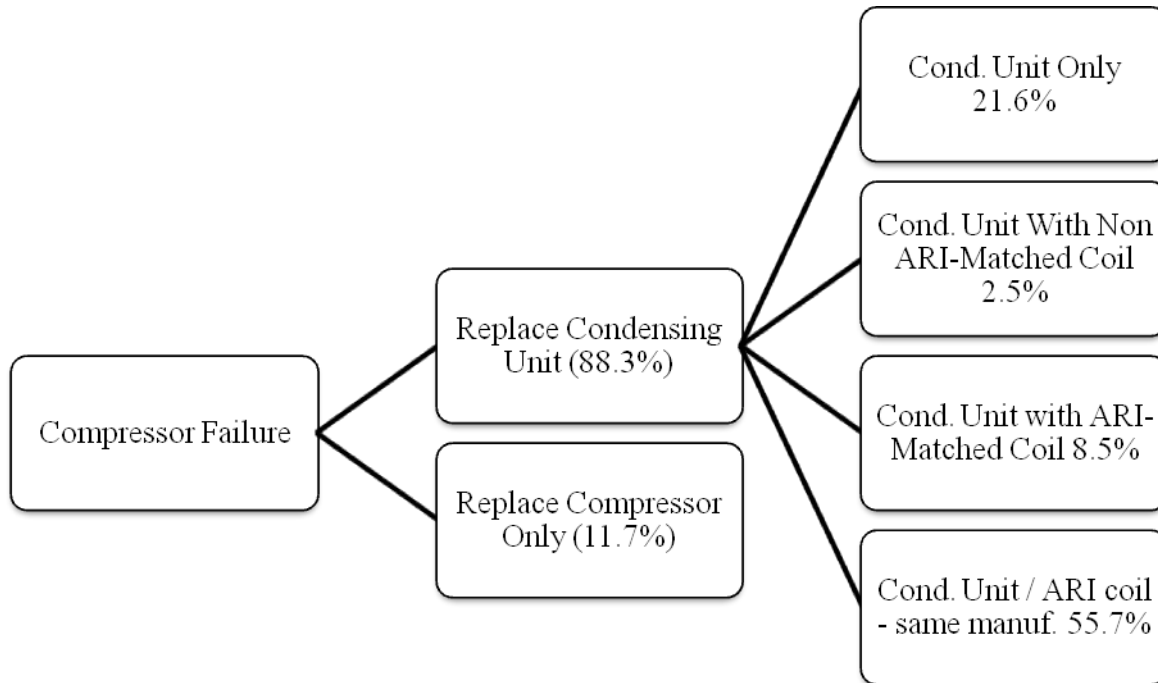 Compressor Failure
Replace Condensing
Unit (88.3%)
Replace Compressor
Only (11.7%)
Cond. Unit Only
21.6%
Cond. Unit With Non
ARI-Matched Coil
2.5%
Cond. Unit with ARI-
Matched Coil 8.5%
Cond. Unit / ARI coil
- same manuf. 55.7%